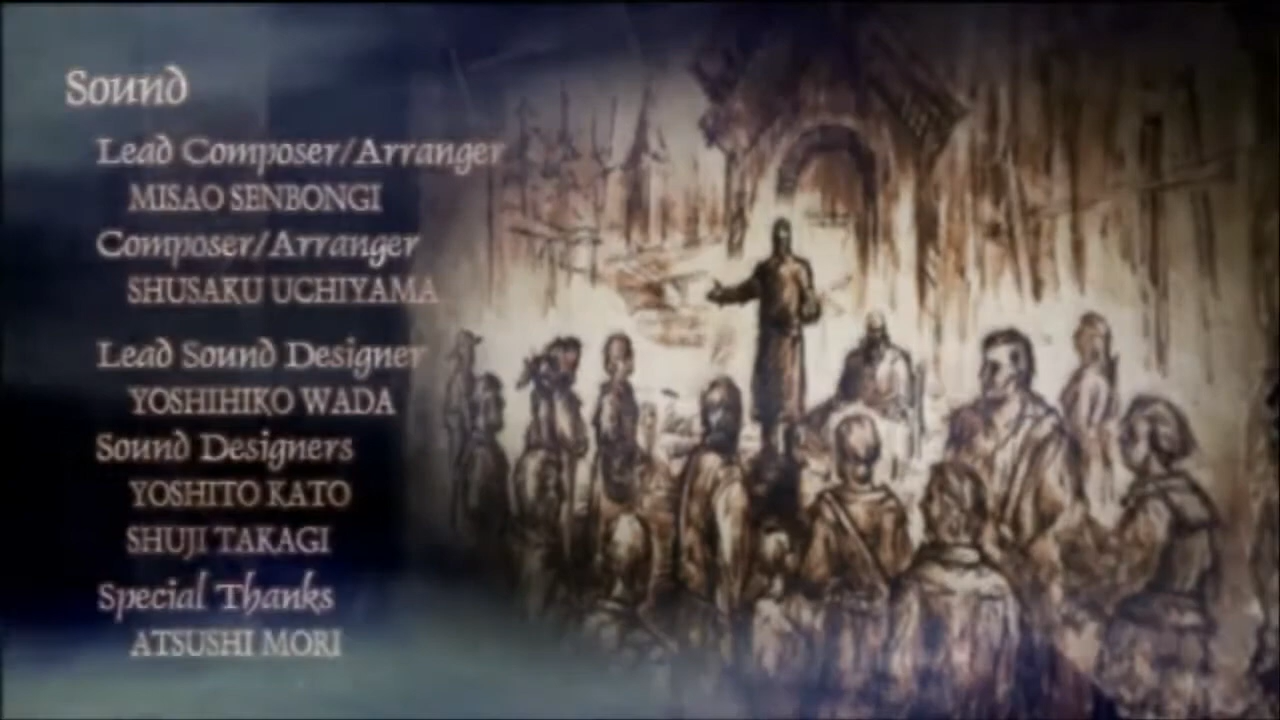 Sound
Lead Composer/Arranger
MISAO SENBONGI
Composer/Arranger
SHUSAKU UCHIYAMA
Lead Sound Designer
YOSHIHIKO WADA
Sound Designers
YOSHITO KATO
SHUJI TAKAGI
Special Thanks
ATSUSHI MORI